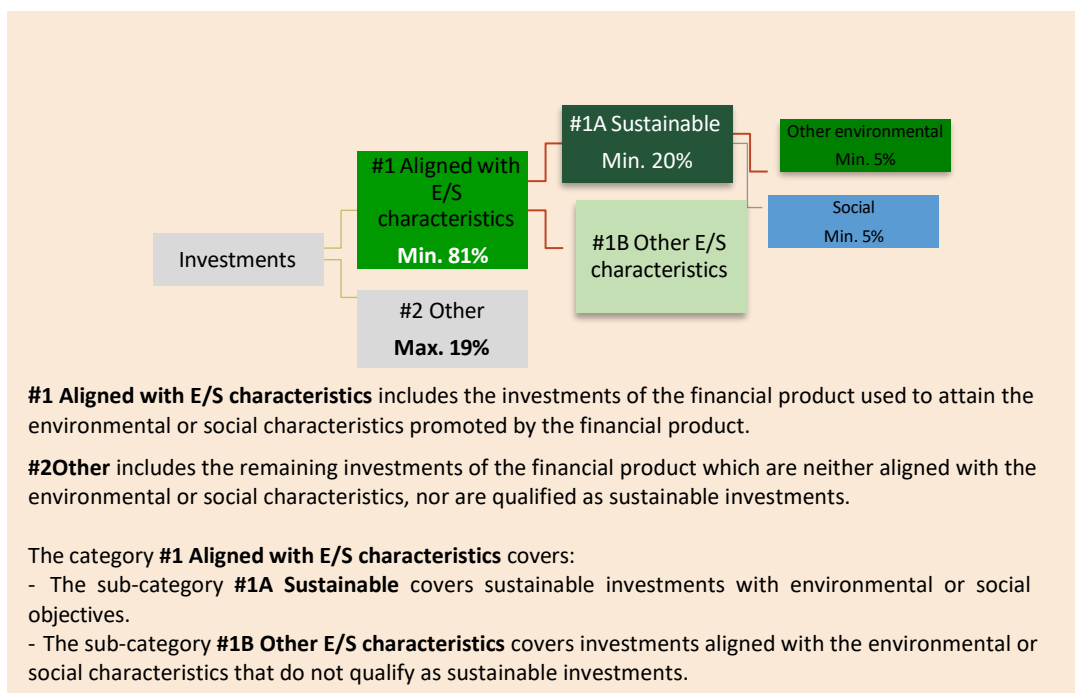 #1A Sustainable
Min. 20%
Other environmental
Min. 5%
#1 Aligned with
E/S
characteristics
Min. 81%
Social
Min. 5%
#1B Other E/S
characteristics
Investments
#2 Other
Max. 19%
#1 Aligned with E/S characteristics includes the investments of the financial product used to attain the
environmental or social characteristics promoted by the financial product.
#2Other includes the remaining investments of the financial product which are neither aligned with the
environmental or social characteristics, nor are qualified as sustainable investments.
The category #1 Aligned with E/S characteristics covers:
- The sub-category #1A Sustainable covers sustainable investments with environmental or social
objectives.
- The sub-category #1B Other E/S characteristics covers investments aligned with the environmental or
social characteristics that do not qualify as sustainable investments.